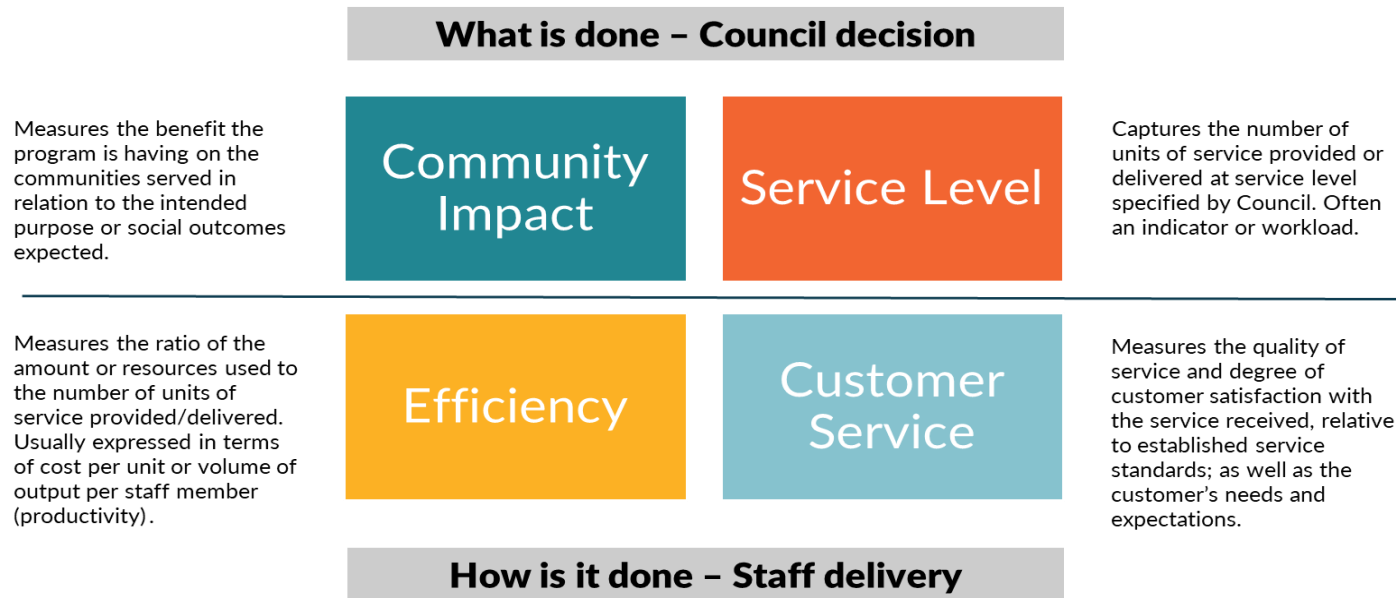 What is done – Council decision
Measures the benefit the
program is having on the
communities served in
relation to the intended
purpose or social outcomes
expected.
Community
Impact
Service Level
Captures the number of
units of service provided or
delivered at service level
specified by Council. Often
an indicator or workload.
Measures the ratio of the
amount or resources used to
the number of units of
service provided/delivered.
Usually expressed in terms
of cost per unit or volume of
output per staff member
(productivity).
Efficiency
Customer
Service
Measures the quality of
service and degree of
customer satisfaction with
the service received, relative
to established service
standards; as well as the
customer’s needs and
expectations.
How is it done – Staff delivery